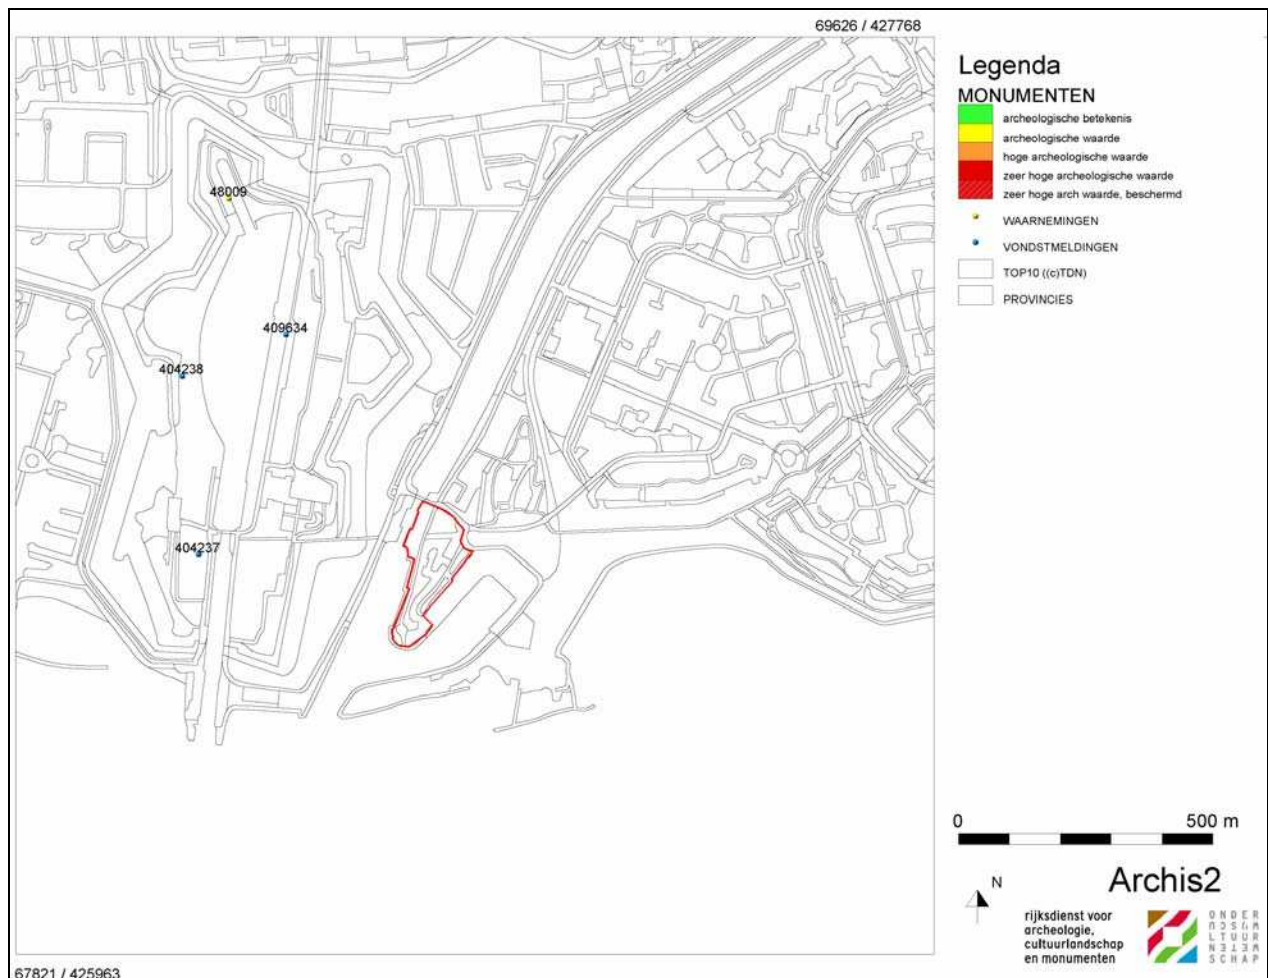 69626 / 427768
48009
409634
404238
404237
67821 / 425963
Legenda
MONUMENTEN
archeologische betekenis
archeologische waarde
hoge archeologische waarde
zeer hoge archeologische waarde
zeer hoge arch waarde, beschermd
WAARNEMINGEN
VONDSTMELDINGEN
TOP10 ((c)TDN)
PROVINCIES
0 500 m
N
Archis2
rijksdienst voor
archeologie,
cultuurlandschap
en monumenten
ONDER
SCHAP